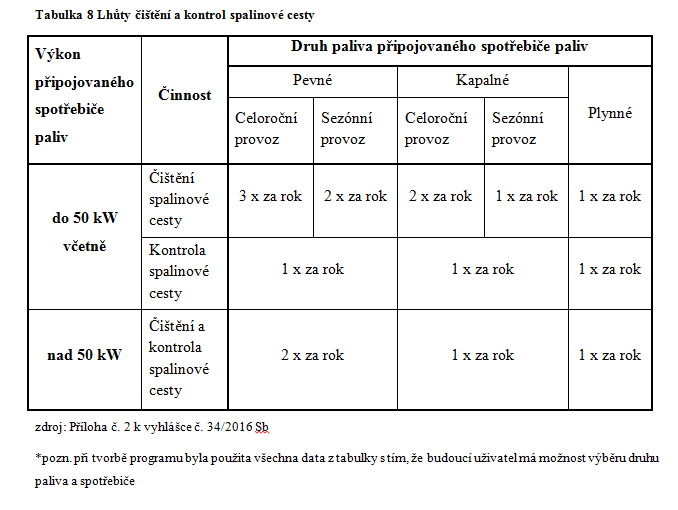 Tabulka 8 Lhůty čištění a kontrol spalinové cesty
Výkon
připojovaného
spotřebiče
paliv
Činnost
Druh paliva připojovaného spotřebiče paliv
Pevné
Kapalné
Plynné
Celoroční
provoz
Sezónní
provoz
Celoroční
provoz
Sezónní
provoz
do 50 kW
včetně
Čištění
spalinové
cesty
3 x za rok
2 x za rok
2 x za rok
1 x za rok
1 x za rok
Kontrola
spalinové
cesty
1 x za rok
1 x za rok
1 x za rok
nad 50 kW
Čištění a
kontrola
spalinové
cesty
2 x za rok
1 x za rok
1 x za rok
zdroj: Příloha č. 2 k vyhlášce č. 34/2016 Sb
*pozn. při tvorbě programu byla použita všechna data z tabulky s tím, že budoucí uživatel má možnost výběru druhu
paliva a spotřebiče